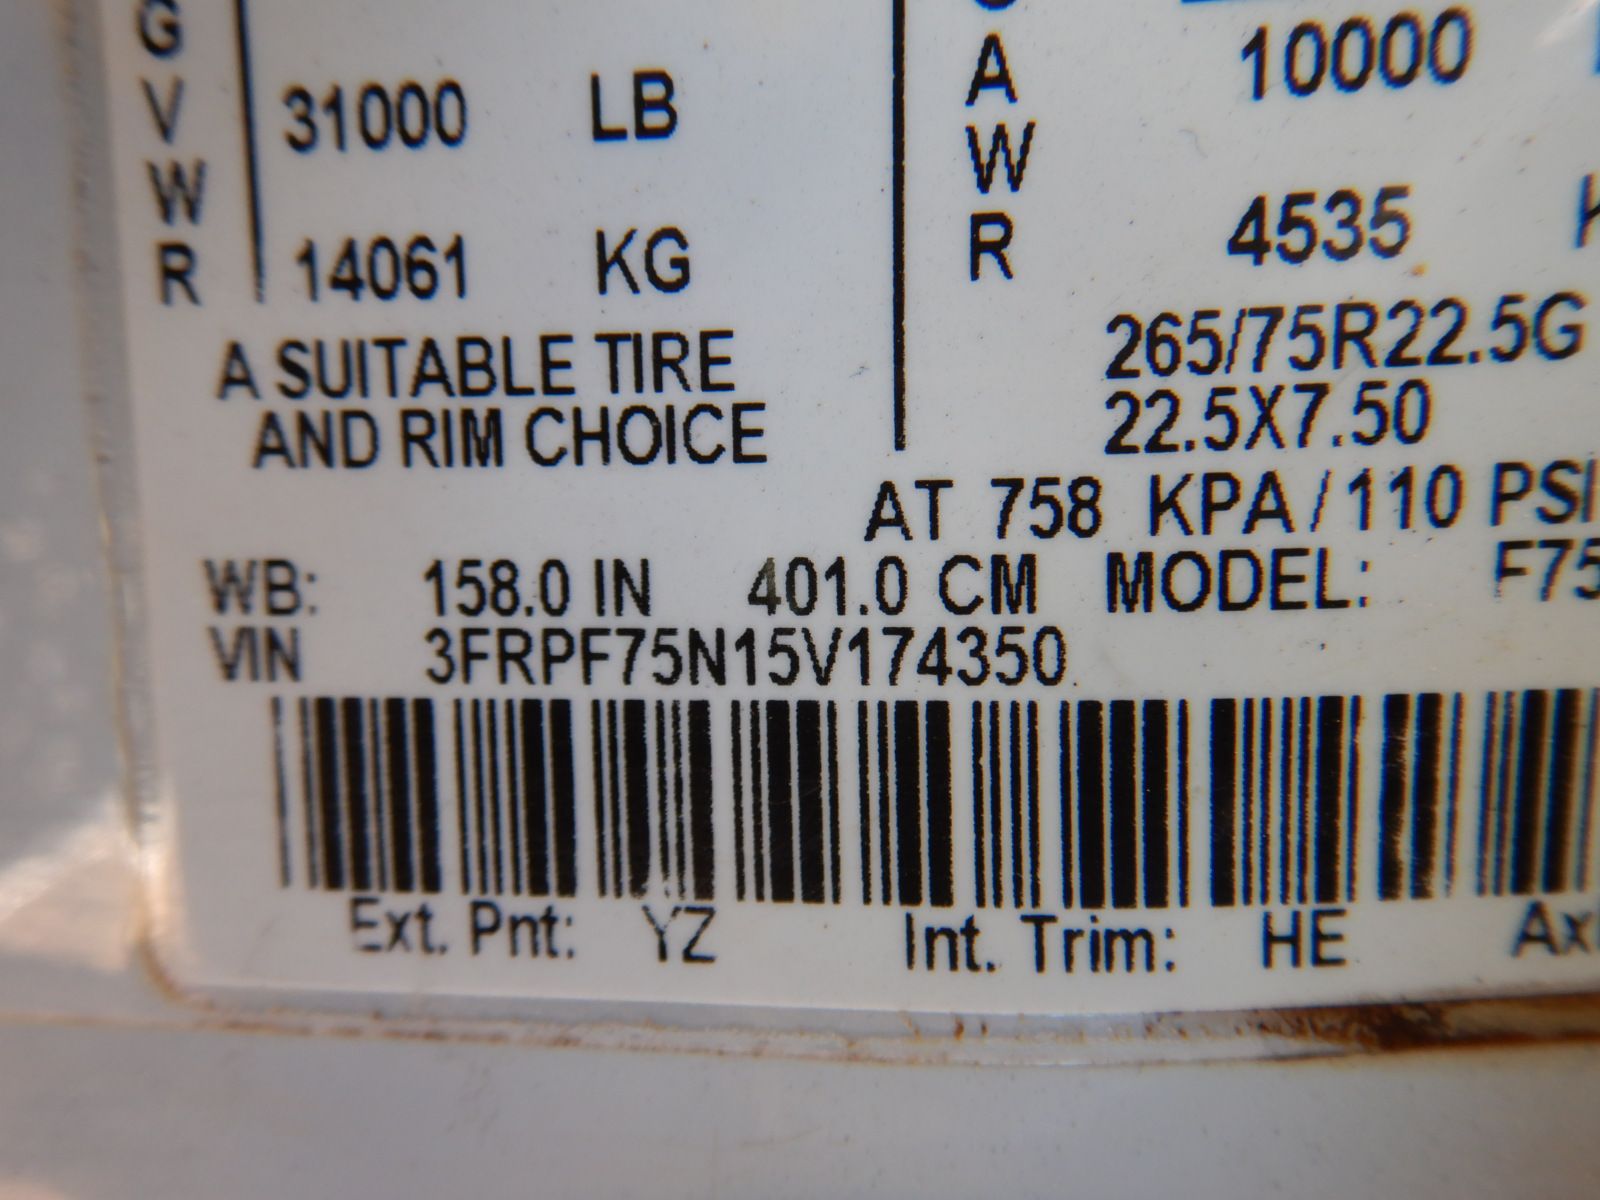 GVWR
31000 LB
14061 KG
A SUITABLE TIRE
AND RIM CHOICE
AWR
10000
4535
265/75R22.5G
22.5X7.50
AT 758 KPA/110 PSI
WB: 158.0 IN 401.0 CM MODEL: F75
VIN 3FRPF75N15V174350
Ext. Pnt: YZ Int. Trim: HE